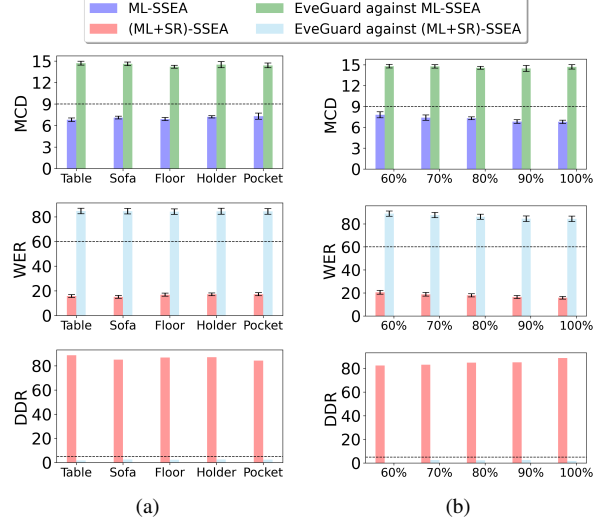 ML-SSEA EveGuard against ML-SSEA
(ML+SR)-SSEA EveGuard against (ML+SR)-SSEA
MCD
15
12
9
6
3
0
Table Sofa Floor Holder Pocket
WER
80
60
40
20
0
Table Sofa Floor Holder Pocket
DDR
80
60
40
20
0
Table Sofa Floor Holder Pocket
(a)
MCD
15
12
9
6
3
0
60% 70% 80% 90% 100%
WER
80
60
40
20
0
60% 70% 80% 90% 100%
DDR
80
60
40
20
0
60% 70% 80% 90% 100%
(b)